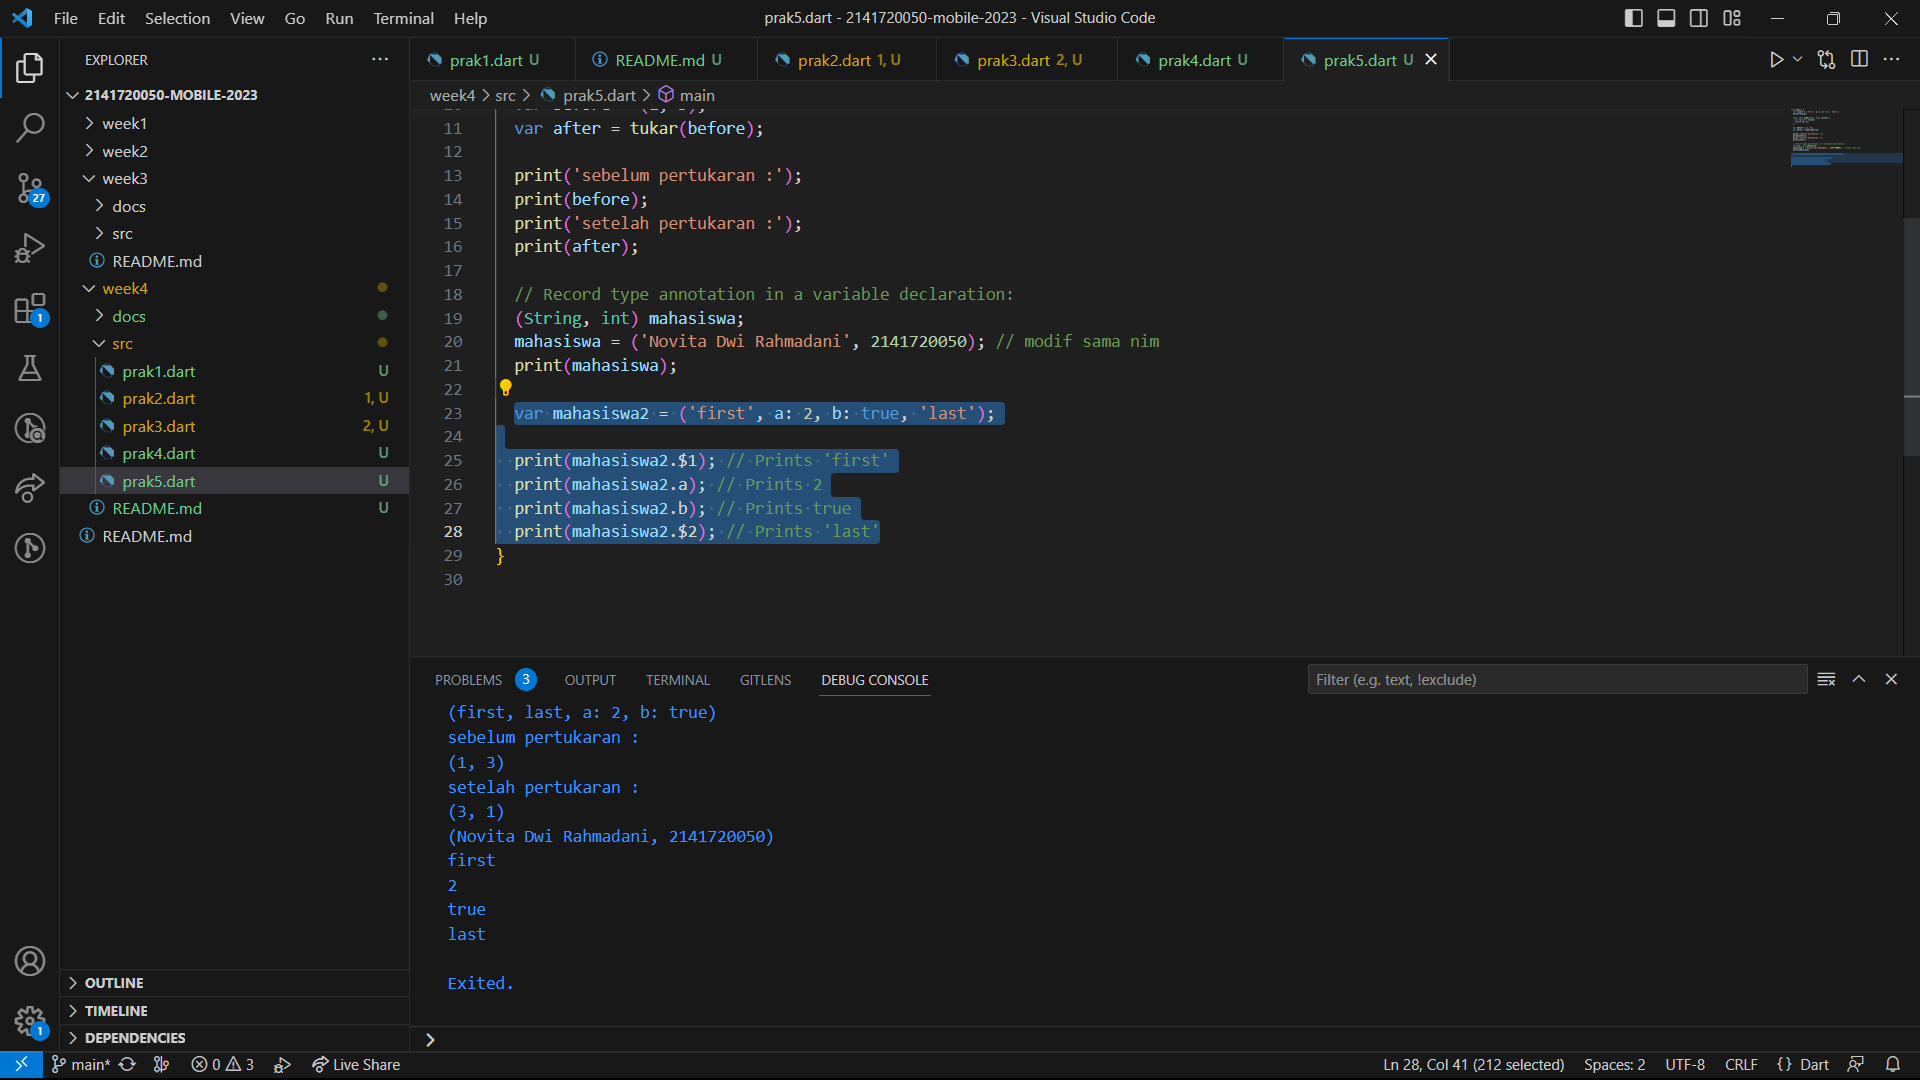 File Edit Selection View Go Run Terminal Help
prak5.dart - 2141720050-mobile-2023 - Visual Studio Code
EXPLORER
2141720050-MOBILE-2023
week1
week2
week3
docs
src
README.md
week4
docs
src
prak1.dart U
prak2.dart 1, U
prak3.dart 2, U
prak4.dart U
prak5.dart U
README.md U
README.md
OUTLINE
TIMELINE
DEPENDENCIES
27
1
1
prak1.dart U
README.md U
prak2.dart 1, U
prak3.dart 2, U
prak4.dart U
prak5.dart U
week4 > src > prak5.dart > main
11 var after = tukar(before);
12
13 print('sebelum pertukaran :');
14 print(before);
15 print('setelah pertukaran :');
16 print(after);
17
18 // Record type annotation in a variable declaration:
19 (String, int) mahasiswa;
20 mahasiswa = ('Novita Dwi Rahmadani', 2141720050); // modif sama nim
21 print(mahasiswa);
22
23 var mahasiswa2 = ('first', a: 2, b: true, 'last');
24
25 print(mahasiswa2.$1); // Prints 'first'
26 print(mahasiswa2.a); // Prints 2
27 print(mahasiswa2.b); // Prints true
28 print(mahasiswa2.$2); // Prints 'last'
29 }
30
PROBLEMS 3 OUTPUT TERMINAL GITLENS DEBUG CONSOLE
Filter (e.g. text, !exclude)
(first, last, a: 2, b: true)
sebelum pertukaran :
(1, 3)
setelah pertukaran :
(3, 1)
(Novita Dwi Rahmadani, 2141720050)
first
2
true
last
Exited.
main* 0 3 Live Share
Ln 28, Col 41 (212 selected) Spaces: 2 UTF-8 CRLF {} Dart